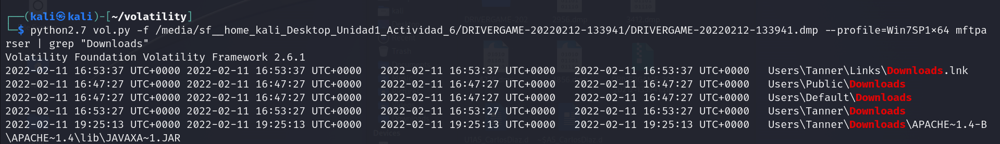 ┌──(kali㉿kali)-[~/volatility]
└─$ python2.7 vol.py -f /media/sf__home_kali_Desktop_Unidad1_Actividad_6/DRIVERGAME-20220212-133941/DRIVERGAME-20220212-133941.dmp --profile=Win7SP1x64 mftpa
rser | grep "Downloads"
Volatility Foundation Volatility Framework 2.6.1
2022-02-11 16:53:37 UTC+0000 2022-02-11 16:53:37 UTC+0000   2022-02-11 16:53:37 UTC+0000   2022-02-11 16:53:37 UTC+0000   Users\Tanner\Links\Downloads.lnk
2022-02-11 16:47:27 UTC+0000 2022-02-11 16:47:27 UTC+0000   2022-02-11 16:47:27 UTC+0000   2022-02-11 16:47:27 UTC+0000   Users\Public\Downloads
2022-02-11 16:47:27 UTC+0000 2022-02-11 16:47:27 UTC+0000   2022-02-11 16:47:27 UTC+0000   2022-02-11 16:47:27 UTC+0000   Users\Default\Downloads
2022-02-11 16:53:27 UTC+0000 2022-02-11 16:53:27 UTC+0000   2022-02-11 16:53:27 UTC+0000   2022-02-11 16:53:27 UTC+0000   Users\Tanner\Downloads
2022-02-11 19:25:13 UTC+0000 2022-02-11 19:25:13 UTC+0000   2022-02-11 19:25:13 UTC+0000   2022-02-11 19:25:13 UTC+0000   Users\Tanner\Downloads\APACHE~1.4-B
\APACHE~1.4\lib\JAVAXA~1.JAR